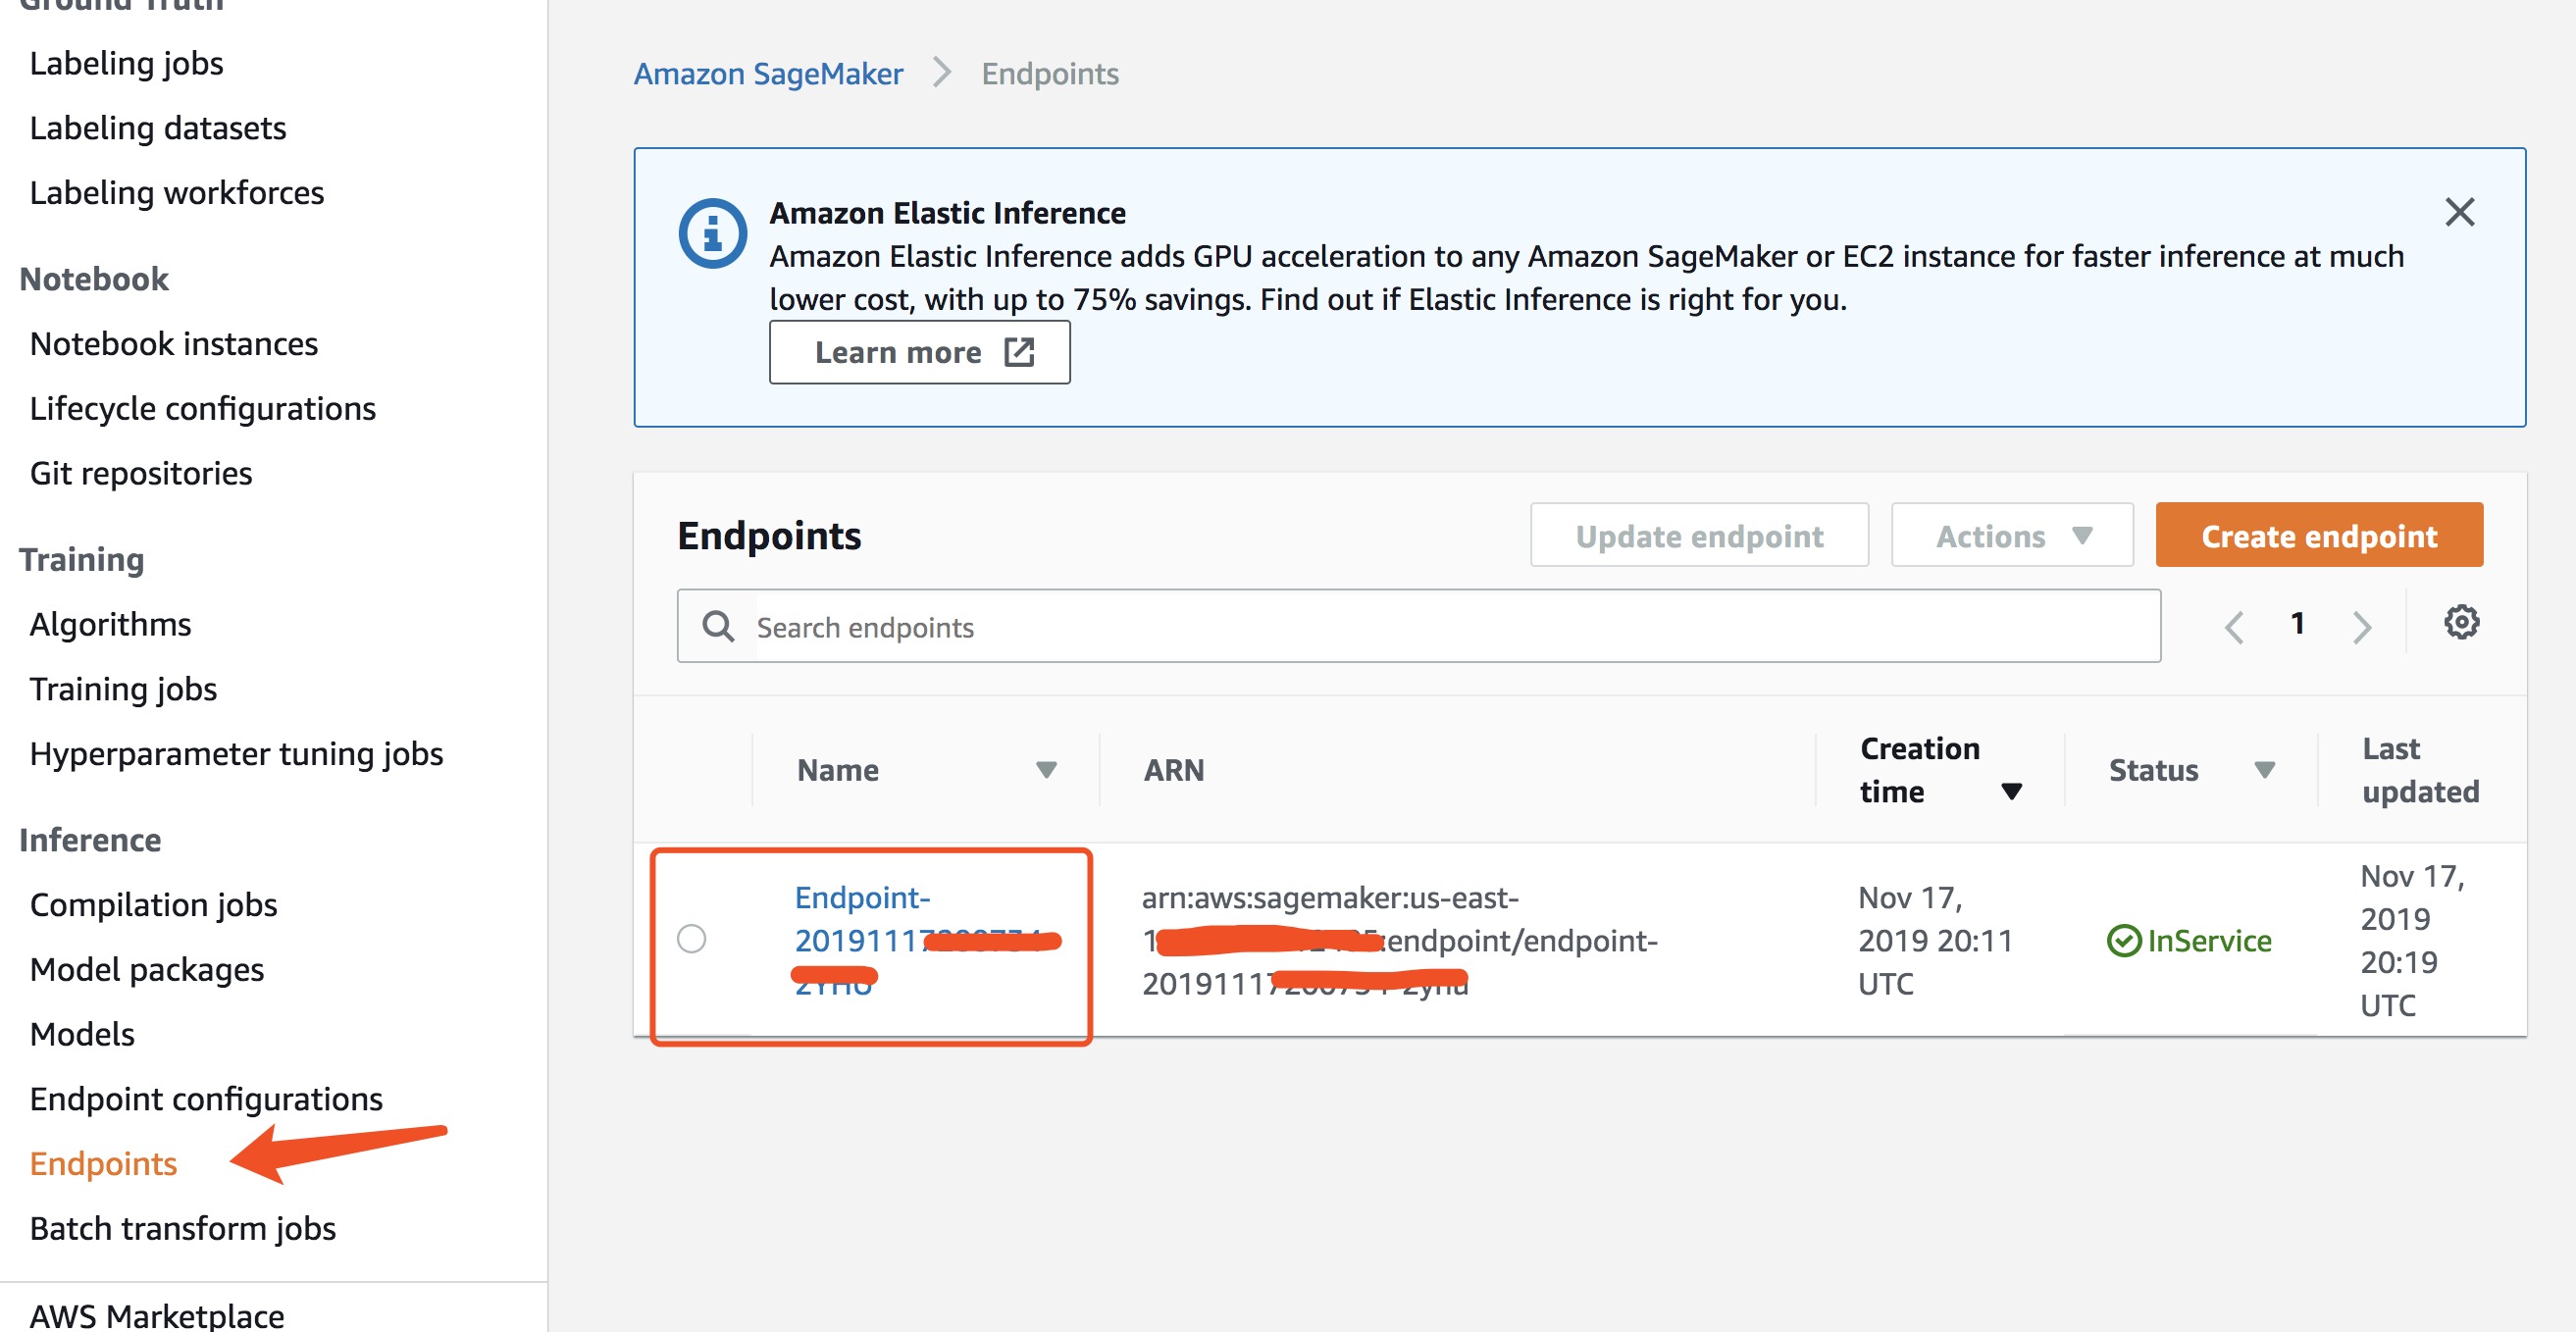 Ground Truth
Labeling jobs
Labeling datasets
Labeling workforces
Notebook
Notebook instances
Lifecycle configurations
Git repositories
Training
Algorithms
Training jobs
Hyperparameter tuning jobs
Inference
Compilation jobs
Model packages
Models
Endpoint configurations
Endpoints
Batch transform jobs
AWS Marketplace
Amazon SageMaker > Endpoints
Amazon Elastic Inference
Amazon Elastic Inference adds GPU acceleration to any Amazon SageMaker or EC2 instance for faster inference at much
lower cost, with up to 75% savings. Find out if Elastic Inference is right for you.
Learn more
Endpoints
Update endpoint
Actions
Create endpoint
Search endpoints
1
Name
ARN
Creation
time
Status
Last
updated
Endpoint-
20191117
arn:aws:sagemaker:us-east-
1 :endpoint/endpoint-
20191117
Nov 17,
2019 20:11
UTC
InService
Nov 17,
2019
20:19
UTC